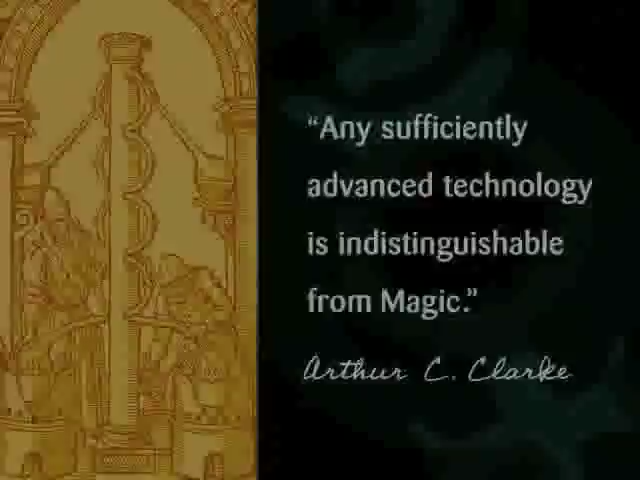 “Any sufficiently
advanced technology
is indistinguishable
from Magic.”
Arthur C. Clarke